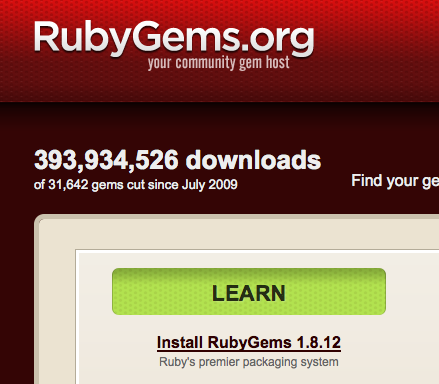 RubyGems.org
your community gem host
393,934,526 downloads
of 31,642 gems cut since July 2009
Find your ge
LEARN
Install RubyGems 1.8.12
Ruby's premier packaging system